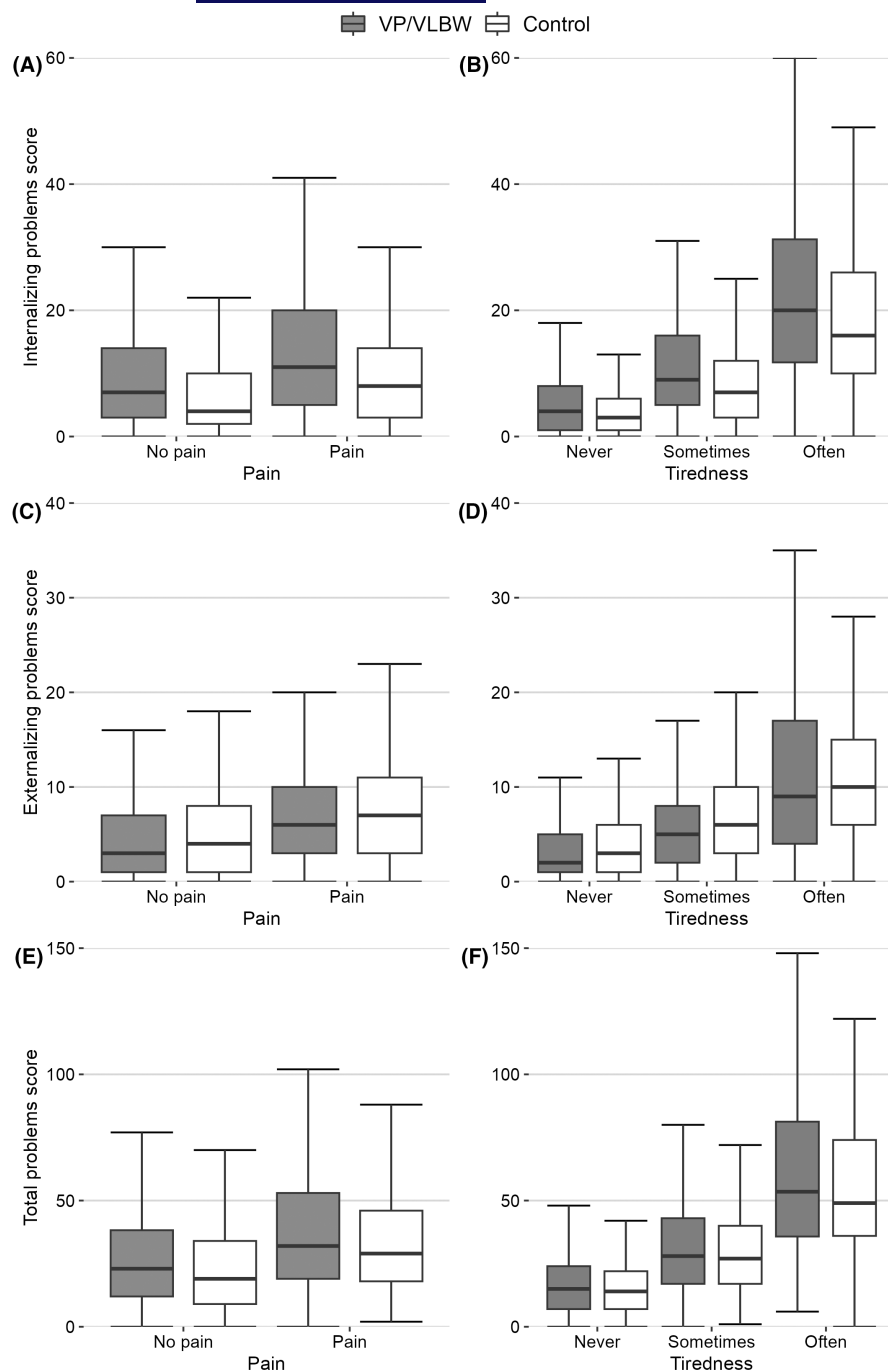 VP/VLBW Control
(A)
Internalizing problems score
60
40
20
0
No pain Pain
Pain
(B)
60
40
20
0
Never Sometimes Often
Tiredness
(C)
Externalizing problems score
40
30
20
10
0
No pain Pain
Pain
(D)
40
30
20
10
0
Never Sometimes Often
Tiredness
(E)
Total problems score
150
100
50
0
No pain Pain
Pain
(F)
150
100
50
0
Never Sometimes Often
Tiredness